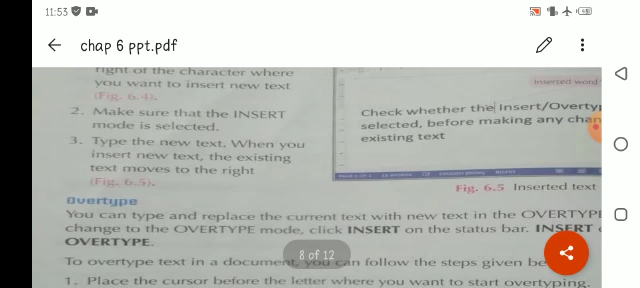 11:53
chap 6 ppt.pdf
right of the character where
you want to insert new text
(Fig. 6.4).
2. Make sure that the INSERT
mode is selected.
3. Type the new text. When you
insert new text, the existing
text moves to the right
(Fig. 6.5).
Inserted word
Check whether the Insert/Overty
selected, before making any chan
existing text
Fig. 6.5 Inserted text
Overtype
You can type and replace the current text with new text in the OVERTYPE
change to the OVERTYPE mode, click INSERT on the status bar. INSERT
OVERTYPE.
To overtype text in a document, you can follow the steps given be
8 of 12
1. Place the cursor before the letter where you want to start overtyping.